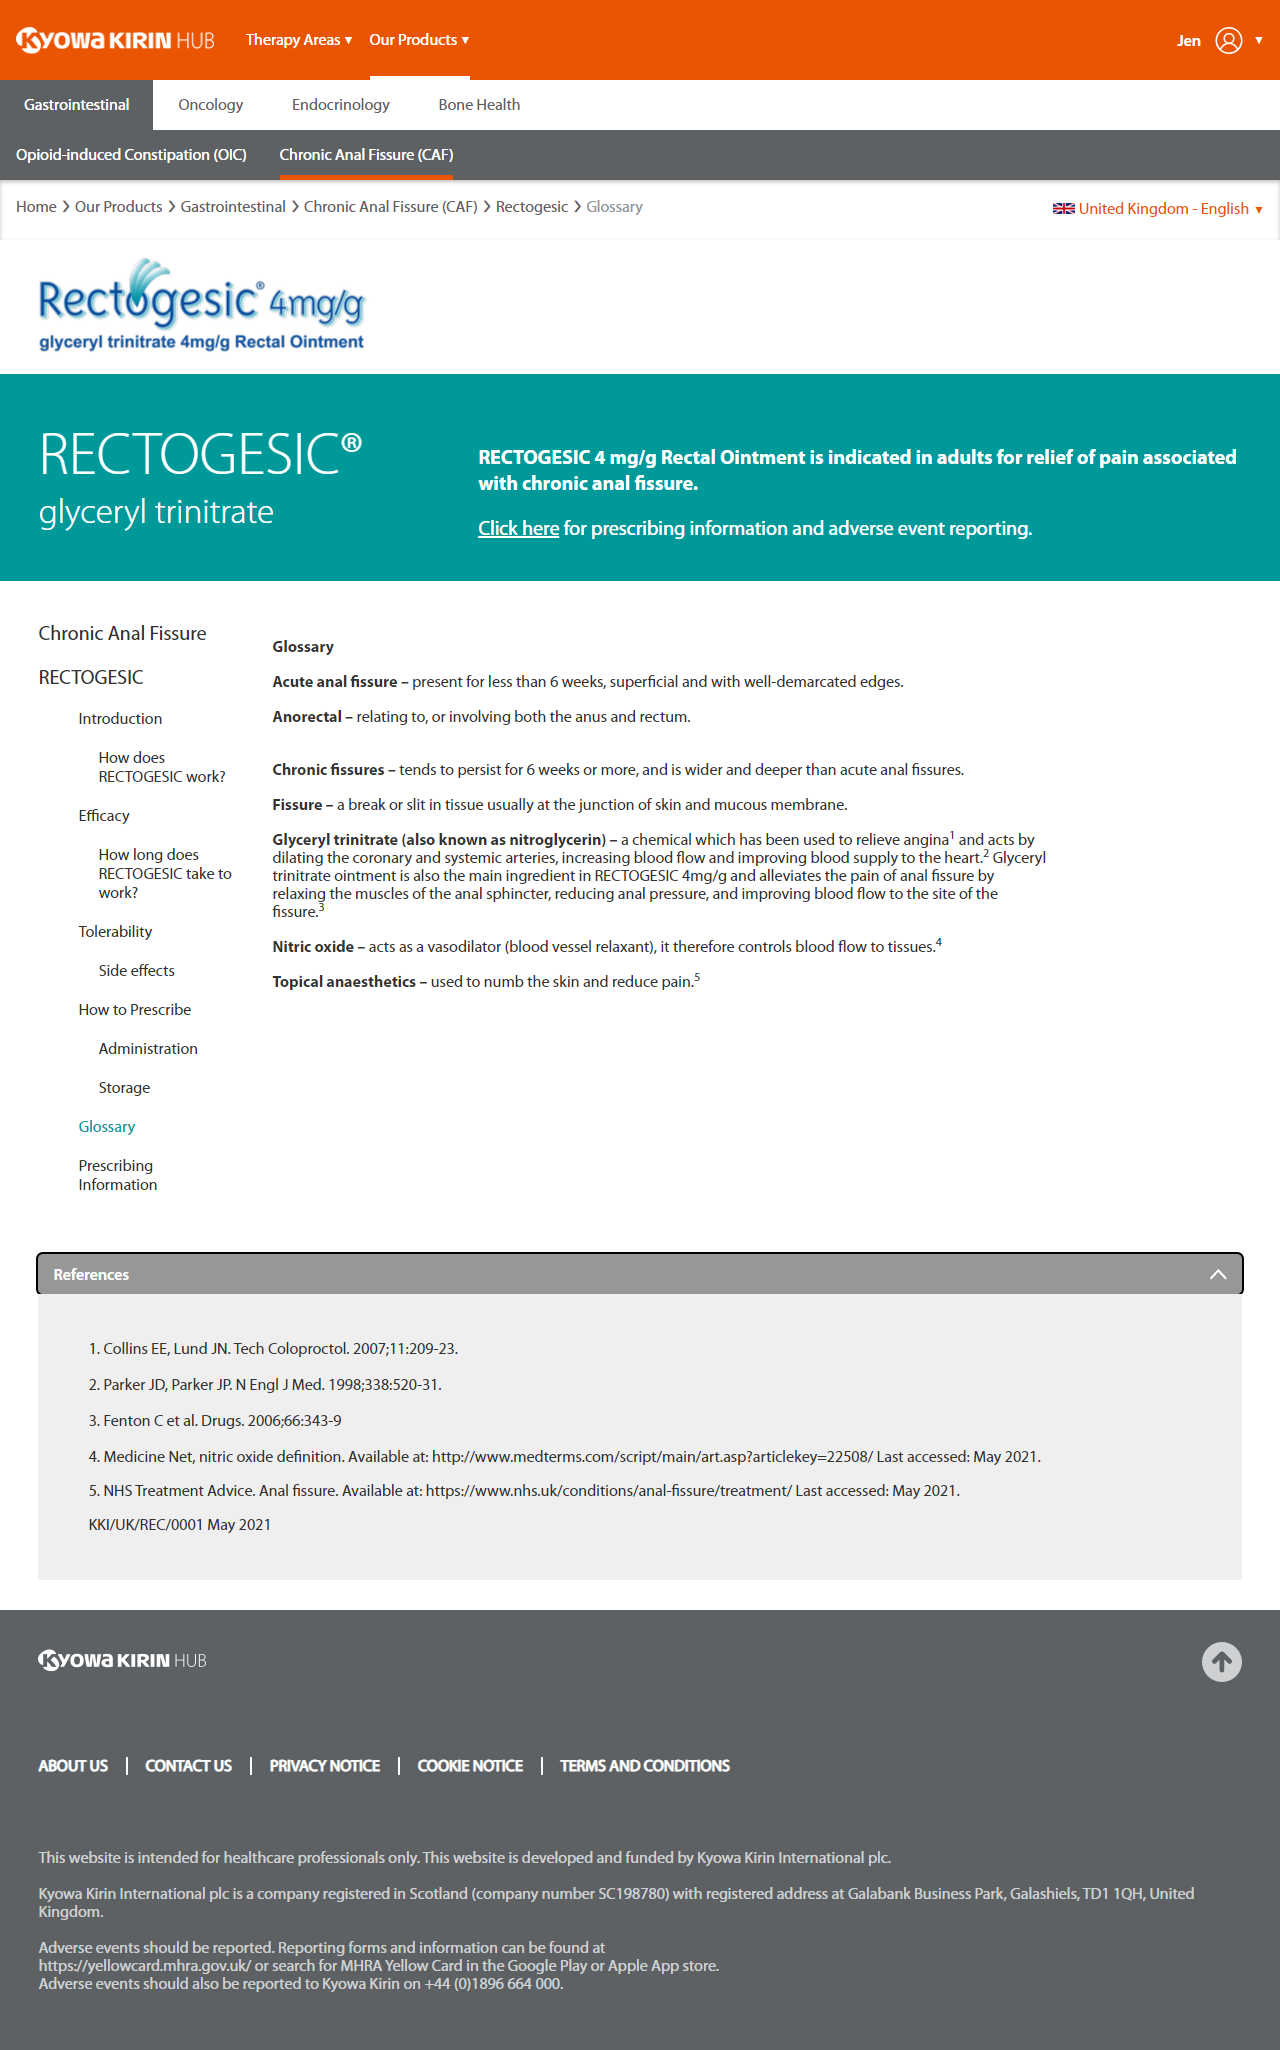 KYOWA KIRIN HUB
Therapy Areas ▼ Our Products ▼
Jen ▼
Gastrointestinal Oncology Endocrinology Bone Health
Opioid-induced Constipation (OIC) Chronic Anal Fissure (CAF)
Home > Our Products > Gastrointestinal > Chronic Anal Fissure (CAF) > Rectogesic > Glossary
United Kingdom - English ▼
Rectogesic® 4mg/g
glyceryl trinitrate 4mg/g Rectal Ointment
RECTOGESIC®
glyceryl trinitrate
RECTOGESIC 4 mg/g Rectal Ointment is indicated in adults for relief of pain associated
with chronic anal fissure.
Click here for prescribing information and adverse event reporting.
Chronic Anal Fissure
RECTOGESIC
Introduction
How does
RECTOGESIC work?
Efficacy
How long does
RECTOGESIC take to
work?
Tolerability
Side effects
How to Prescribe
Administration
Storage
Glossary
Prescribing
Information
Glossary
Acute anal fissure – present for less than 6 weeks, superficial and with well-demarcated edges.
Anorectal – relating to, or involving both the anus and rectum.
Chronic fissures – tends to persist for 6 weeks or more, and is wider and deeper than acute anal fissures.
Fissure – a break or slit in tissue usually at the junction of skin and mucous membrane.
Glyceryl trinitrate (also known as nitroglycerin) – a chemical which has been used to relieve angina1 and acts by
dilating the coronary and systemic arteries, increasing blood flow and improving blood supply to the heart.2 Glyceryl
trinitrate ointment is also the main ingredient in RECTOGESIC 4mg/g and alleviates the pain of anal fissure by
relaxing the muscles of the anal sphincter, reducing anal pressure, and improving blood flow to the site of the
fissure.3
Nitric oxide – acts as a vasodilator (blood vessel relaxant), it therefore controls blood flow to tissues.4
Topical anaesthetics – used to numb the skin and reduce pain.5
References
1. Collins EE, Lund JN. Tech Coloproctol. 2007;11:209-23.
2. Parker JD, Parker JP. N Engl J Med. 1998;338:520-31.
3. Fenton C et al. Drugs. 2006;66:343-9
4. Medicine Net, nitric oxide definition. Available at: http://www.medterms.com/script/main/art.asp?articlekey=22508/ Last accessed: May 2021.
5. NHS Treatment Advice. Anal fissure. Available at: https://www.nhs.uk/conditions/anal-fissure/treatment/ Last accessed: May 2021.
KKI/UK/REC/0001 May 2021
KYOWA KIRIN HUB
ABOUT US | CONTACT US | PRIVACY NOTICE | COOKIE NOTICE | TERMS AND CONDITIONS
This website is intended for healthcare professionals only. This website is developed and funded by Kyowa Kirin International plc.
Kyowa Kirin International plc is a company registered in Scotland (company number SC198780) with registered address at Galabank Business Park, Galashiels, TD1 1QH, United
Kingdom.
Adverse events should be reported. Reporting forms and information can be found at
https://yellowcard.mhra.gov.uk/ or search for MHRA Yellow Card in the Google Play or Apple App store.
Adverse events should also be reported to Kyowa Kirin on +44 (0)1896 664 000.